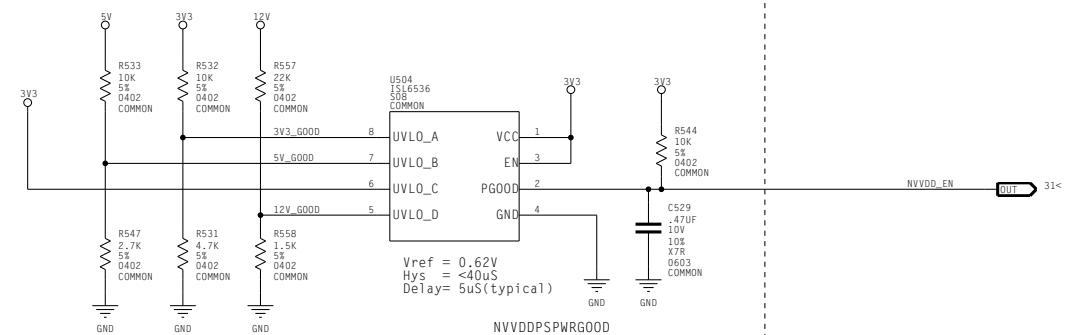 5V
3V3
12V
R533
10K
5%
0402
COMMON
R532
10K
5%
0402
COMMON
R557
22K
5%
0402
COMMON
3V3
U504
ISL6536
SO8
COMMON
3V3
3V3
R544
10K
5%
0402
COMMON
3V3_GOOD 8 UVLO_A VCC 1
5V_GOOD 7 UVLO_B EN 3
6 UVLO_C PGOOD 2 NVVDD_EN OUT 31<
12V_GOOD 5 UVLO_D GND 4
C529
.47UF
10V
10%
X7R
0603
COMMON
R547
2.7K
5%
0402
COMMON
R531
4.7K
5%
0402
COMMON
R558
1.5K
5%
0402
COMMON
Vref = 0.62V
Hys = <40uS
Delay= 5uS(typical)
GND
GND
GND
GND
GND
NVVDDPSPWRGOOD